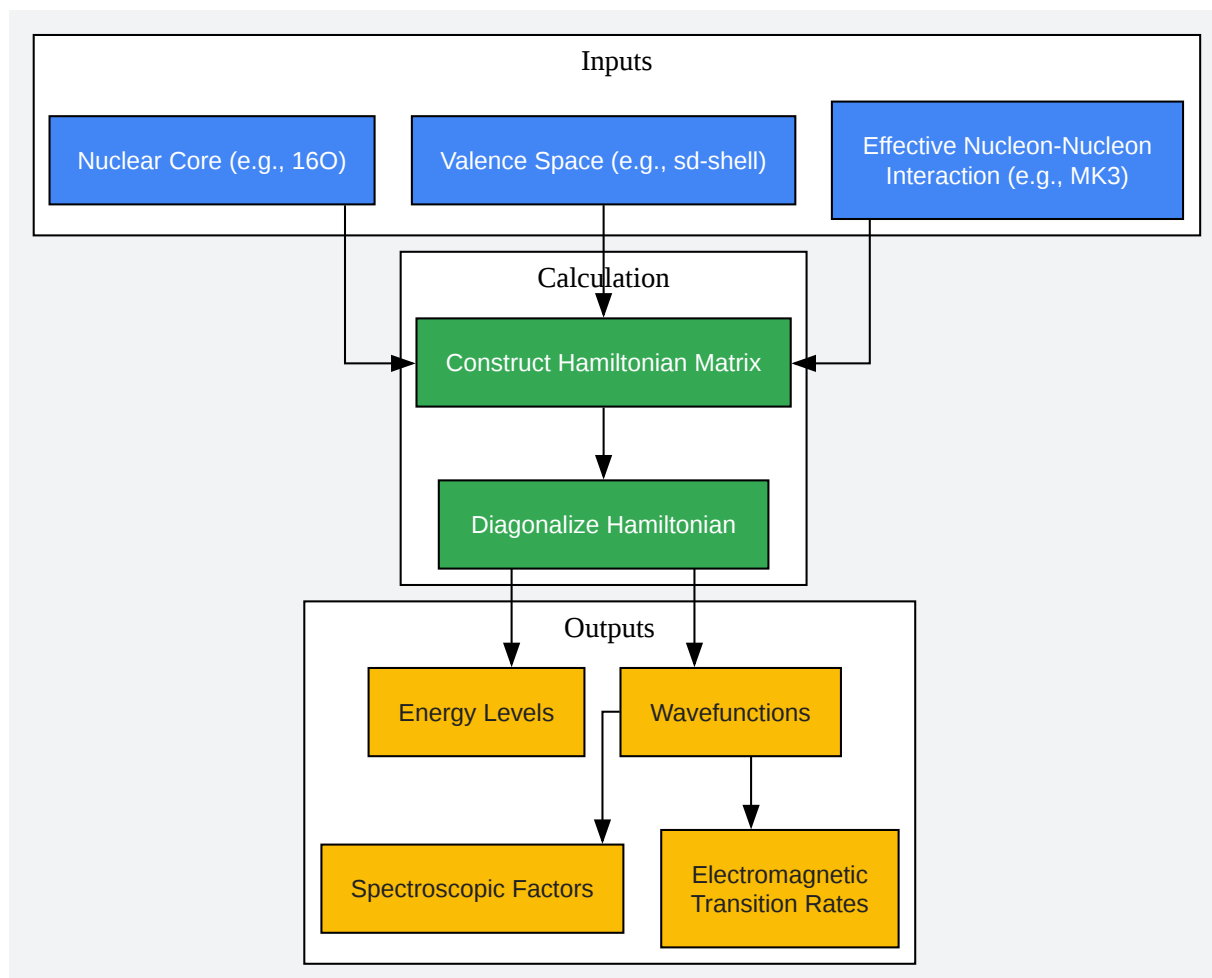 Inputs
Nuclear Core (e.g., 16O)
Valence Space (e.g., sd-shell)
Effective Nucleon-Nucleon
Interaction (e.g., MK3)
Calculation
Construct Hamiltonian Matrix
Diagonalize Hamiltonian
Outputs
Energy Levels
Wavefunctions
Spectroscopic Factors
Electromagnetic
Transition Rates